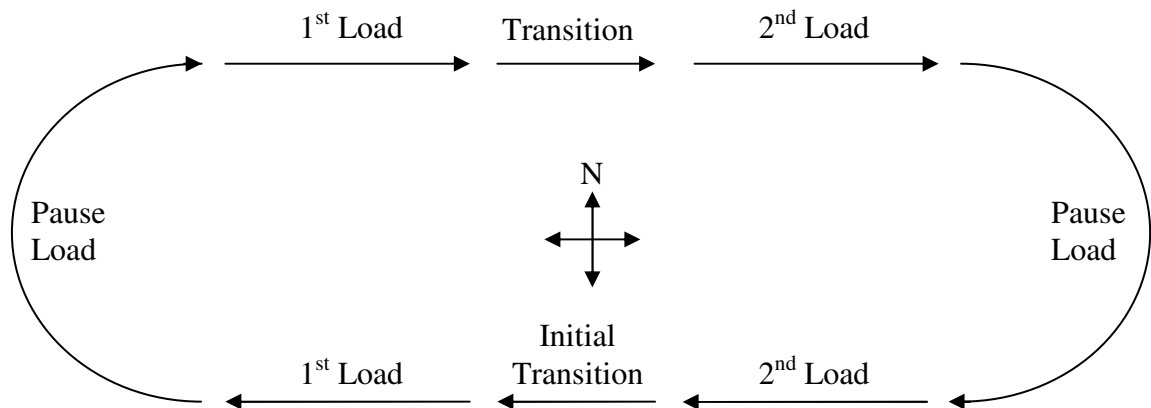 1st Load
Transition
2nd Load
N
Pause
Load
Pause
Load
1st Load
Initial
Transition
2nd Load